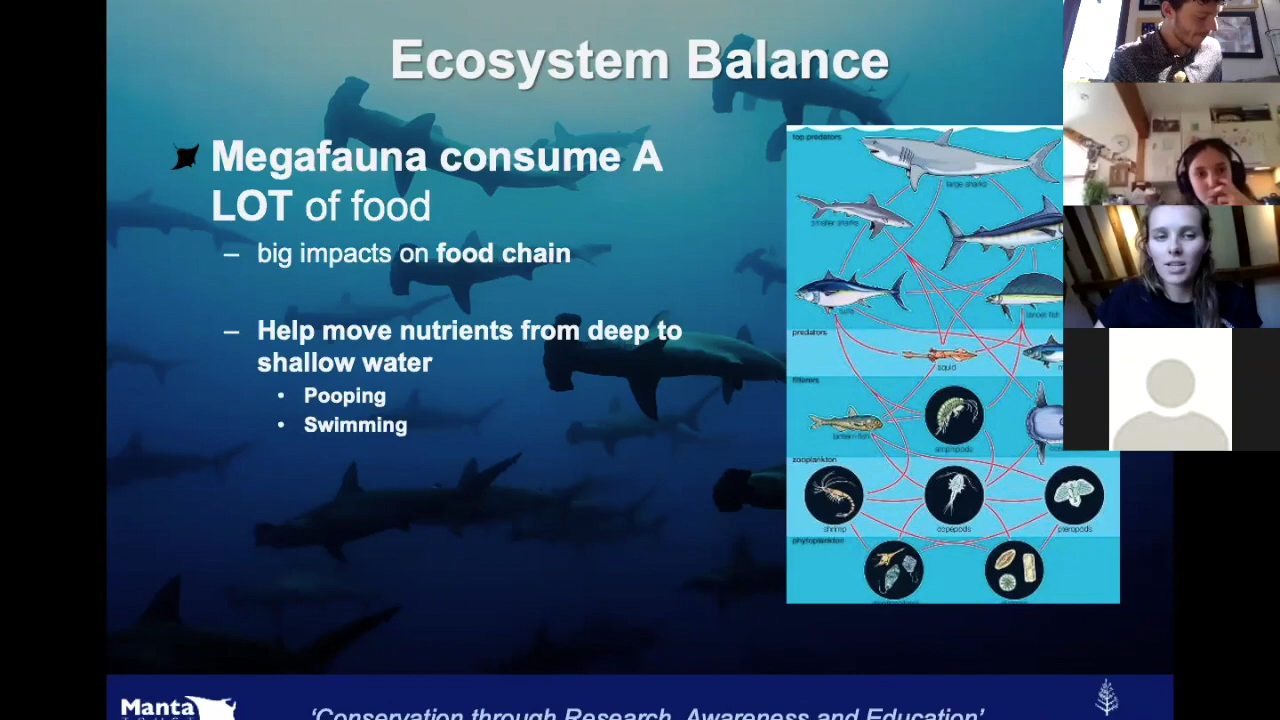 Ecosystem Balance
Megafauna consume A
LOT of food
– big impacts on food chain
– Help move nutrients from deep to
shallow water
• Pooping
• Swimming
top predators
large sharks
smaller sharks
tuna
lancet fish
predators
squid
filterers
lantern fish
amphipods
zooplankton
shrimp
copepods
pteropods
phytoplankton
Manta
TRUST
'Conservation through Research, Awareness and Education'